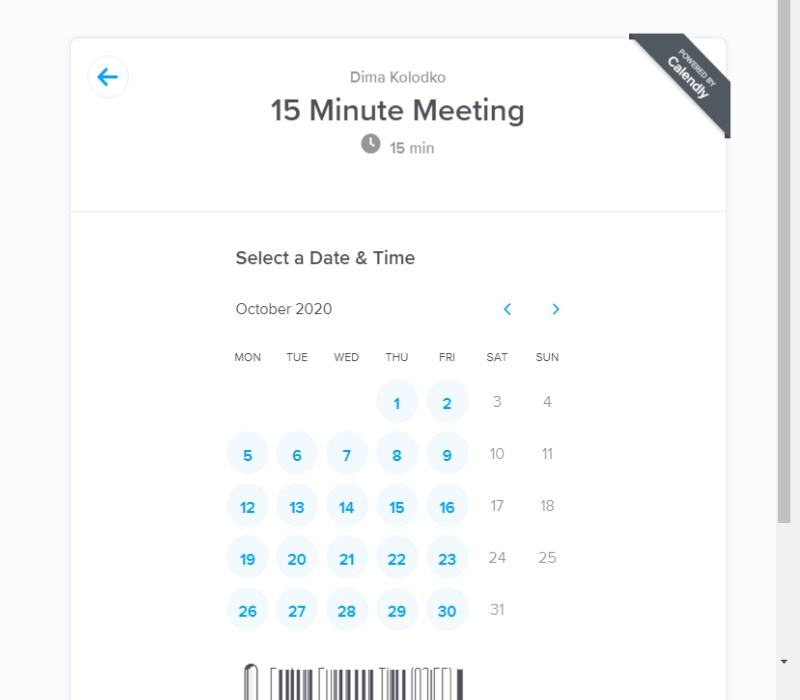 Dima Kolodko
POWERED BY
Calendly
15 Minute Meeting
15 min
Select a Date & Time
October 2020
MON TUE WED THU FRI SAT SUN
1 2 3 4
5 6 7 8 9 10 11
12 13 14 15 16 17 18
19 20 21 22 23 24 25
26 27 28 29 30 31